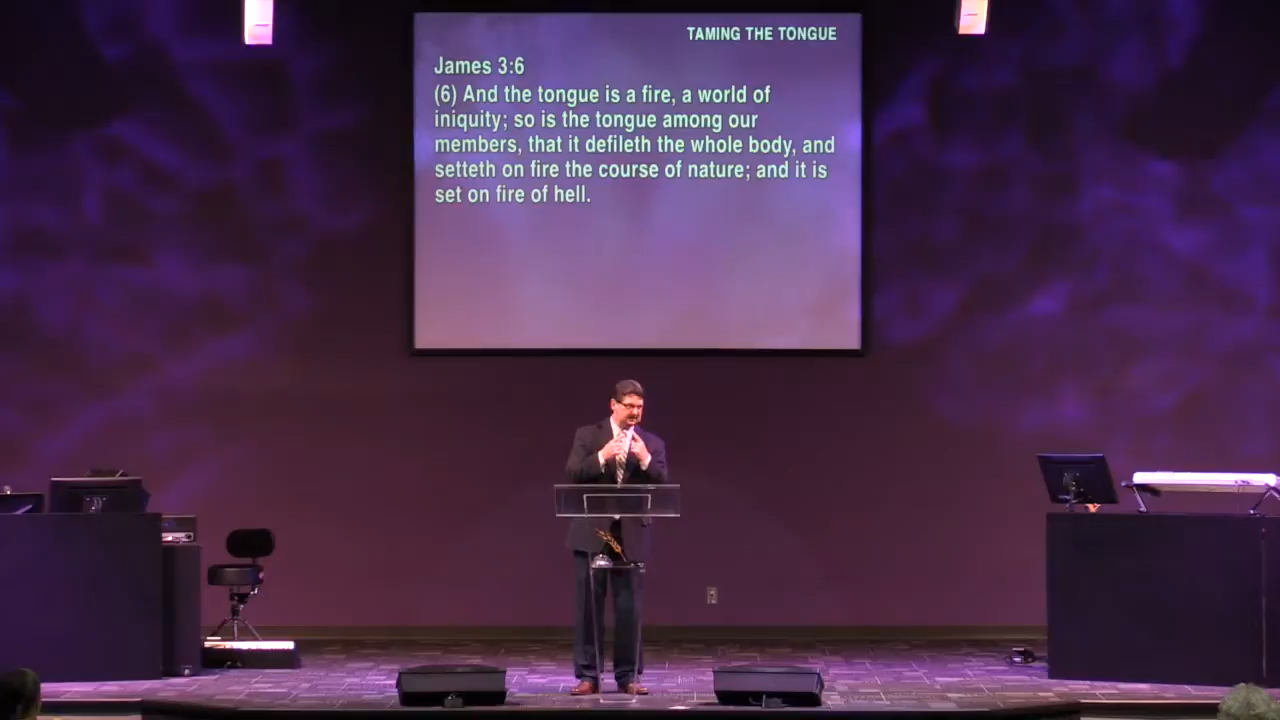 TAMING THE TONGUE
James 3:6
(6) And the tongue is a fire, a world of
iniquity; so is the tongue among our
members, that it defileth the whole body, and
setteth on fire the course of nature; and it is
set on fire of hell.